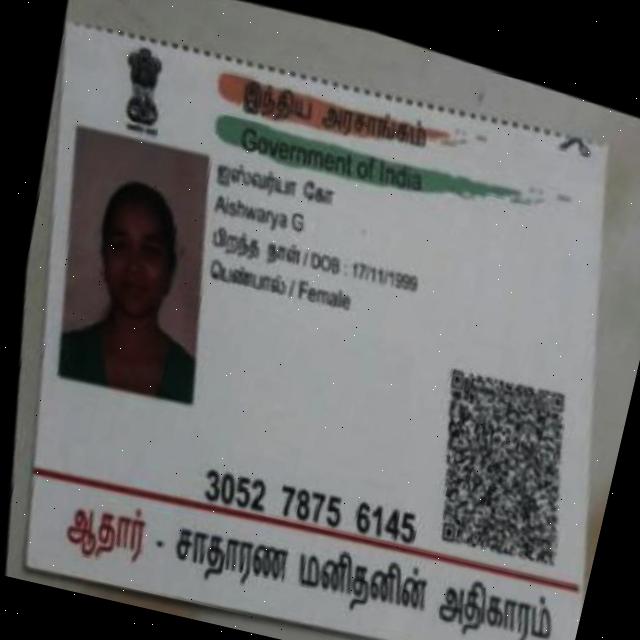 இந்திய அரசாங்கம்
Government of India
ஐஸ்வர்யா கோ
Aishwarya G
பிறந்த நாள் / DOB : 17/11/1999
பெண்பால் / Female
3052 7875 6145
ஆதார் - சாதாரண மனிதனின் அதிகாரம்